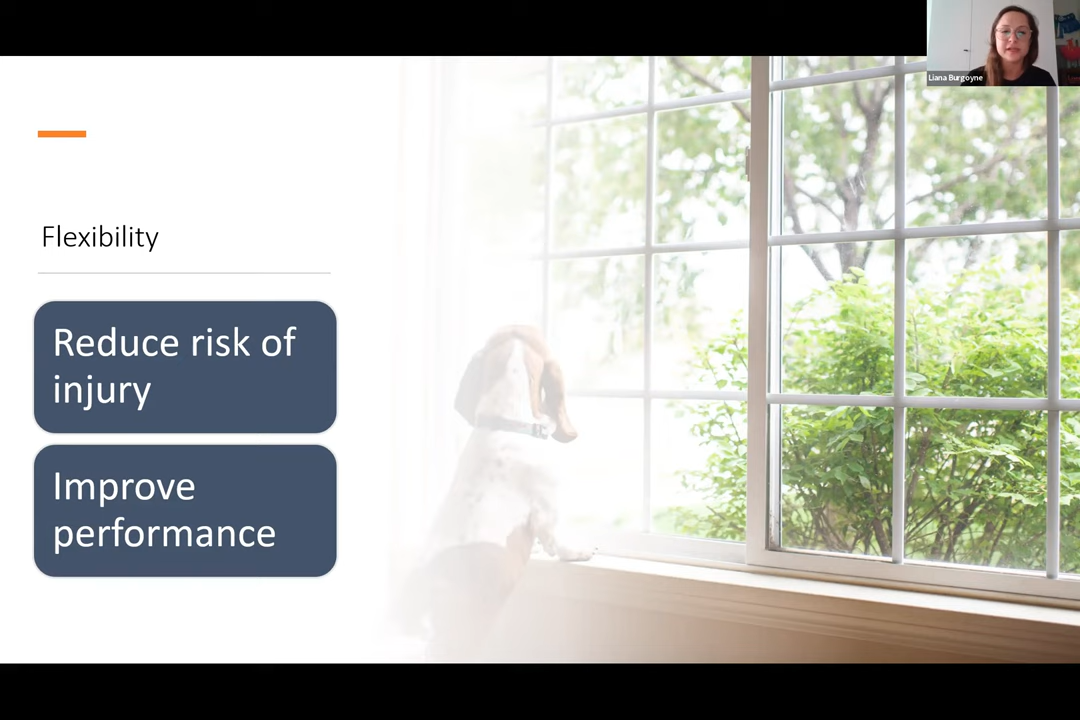 Liana Burgoyne
Flexibility
Reduce risk of
injury
Improve
performance